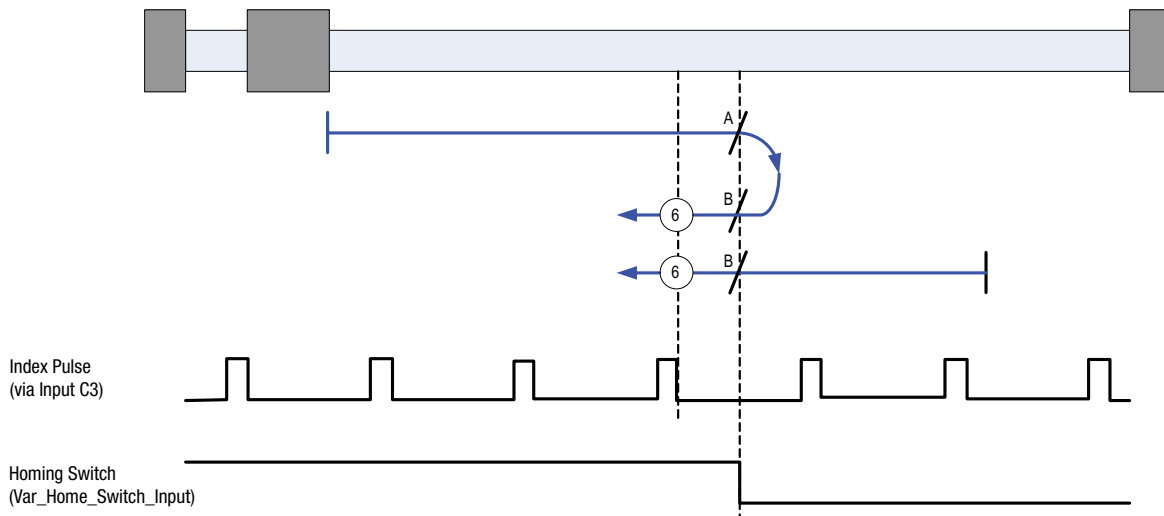 A
B
6
B
6
Index Pulse
(via Input C3)
Homing Switch
(Var_Home_Switch_Input)